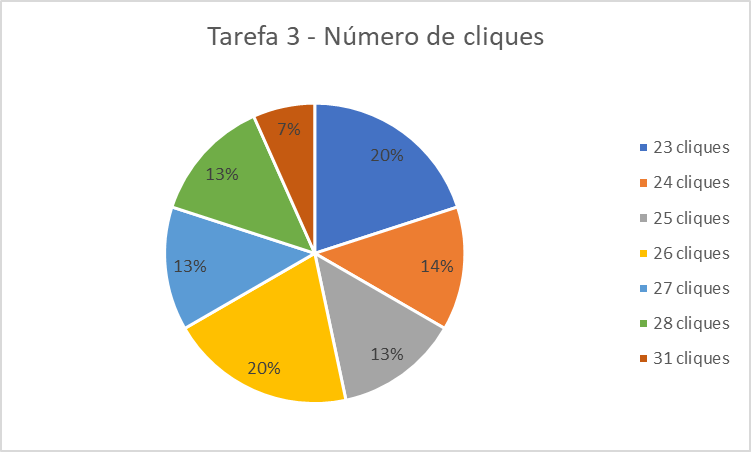 Tarefa 3 - Número de cliques
7%
20%
13%
13%
14%
13%
20%
23 cliques
24 cliques
25 cliques
26 cliques
27 cliques
28 cliques
31 cliques